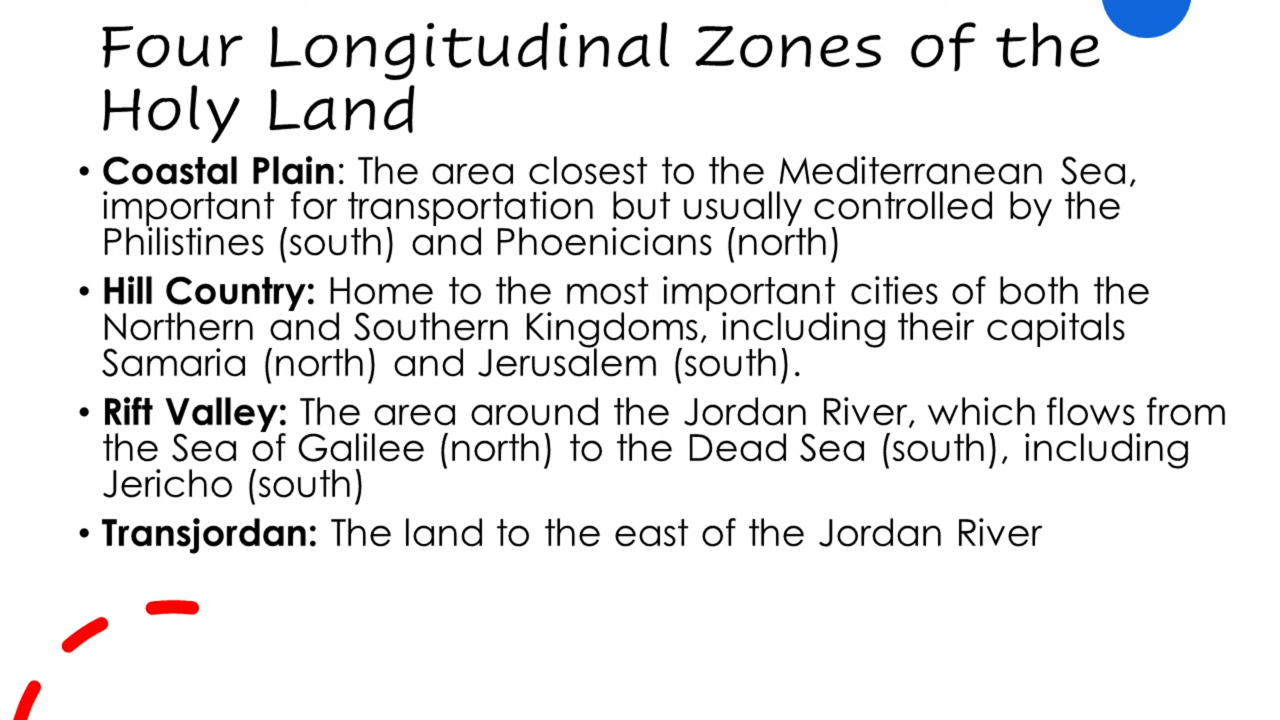 Four Longitudinal Zones of the
Holy Land
• Coastal Plain: The area closest to the Mediterranean Sea,
important for transportation but usually controlled by the
Philistines (south) and Phoenicians (north)
• Hill Country: Home to the most important cities of both the
Northern and Southern Kingdoms, including their capitals
Samaria (north) and Jerusalem (south).
• Rift Valley: The area around the Jordan River, which flows from
the Sea of Galilee (north) to the Dead Sea (south), including
Jericho (south)
• Transjordan: The land to the east of the Jordan River